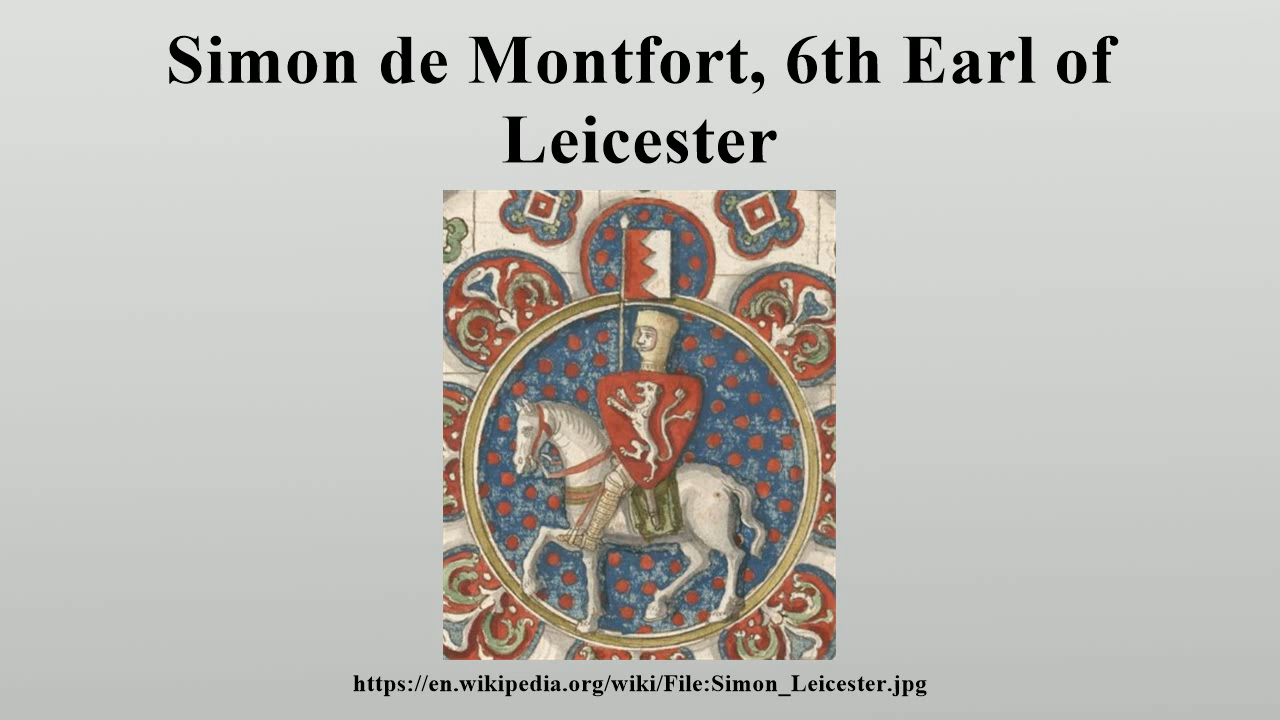 Simon de Montfort, 6th Earl of
Leicester
https://en.wikipedia.org/wiki/File:Simon_Leicester.jpg